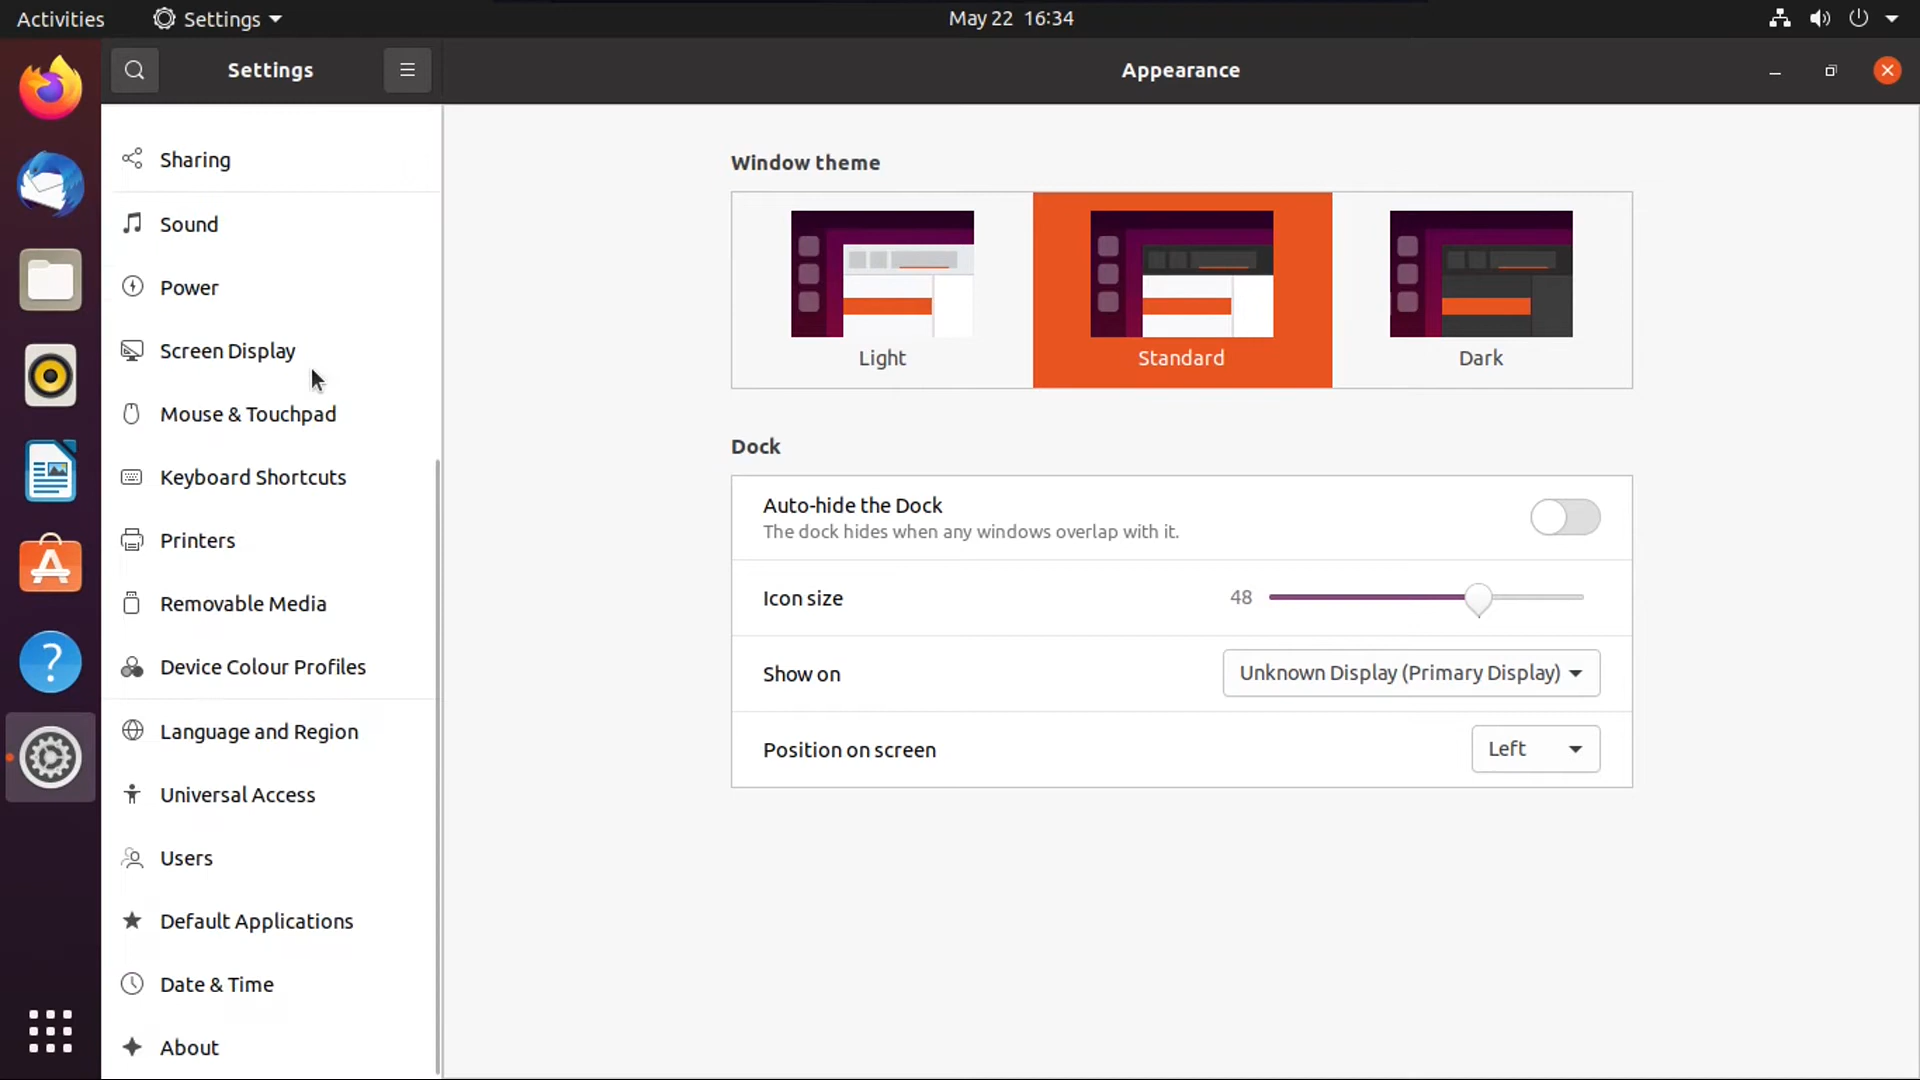 Activities
Settings
May 22 16:34
Settings
Appearance
Sharing
Sound
Power
Screen Display
Mouse & Touchpad
Keyboard Shortcuts
Printers
Removable Media
Device Colour Profiles
Language and Region
Universal Access
Users
Default Applications
Date & Time
About
Window theme
Light
Standard
Dark
Dock
Auto-hide the Dock
The dock hides when any windows overlap with it.
Icon size
48
Show on
Unknown Display (Primary Display)
Position on screen
Left